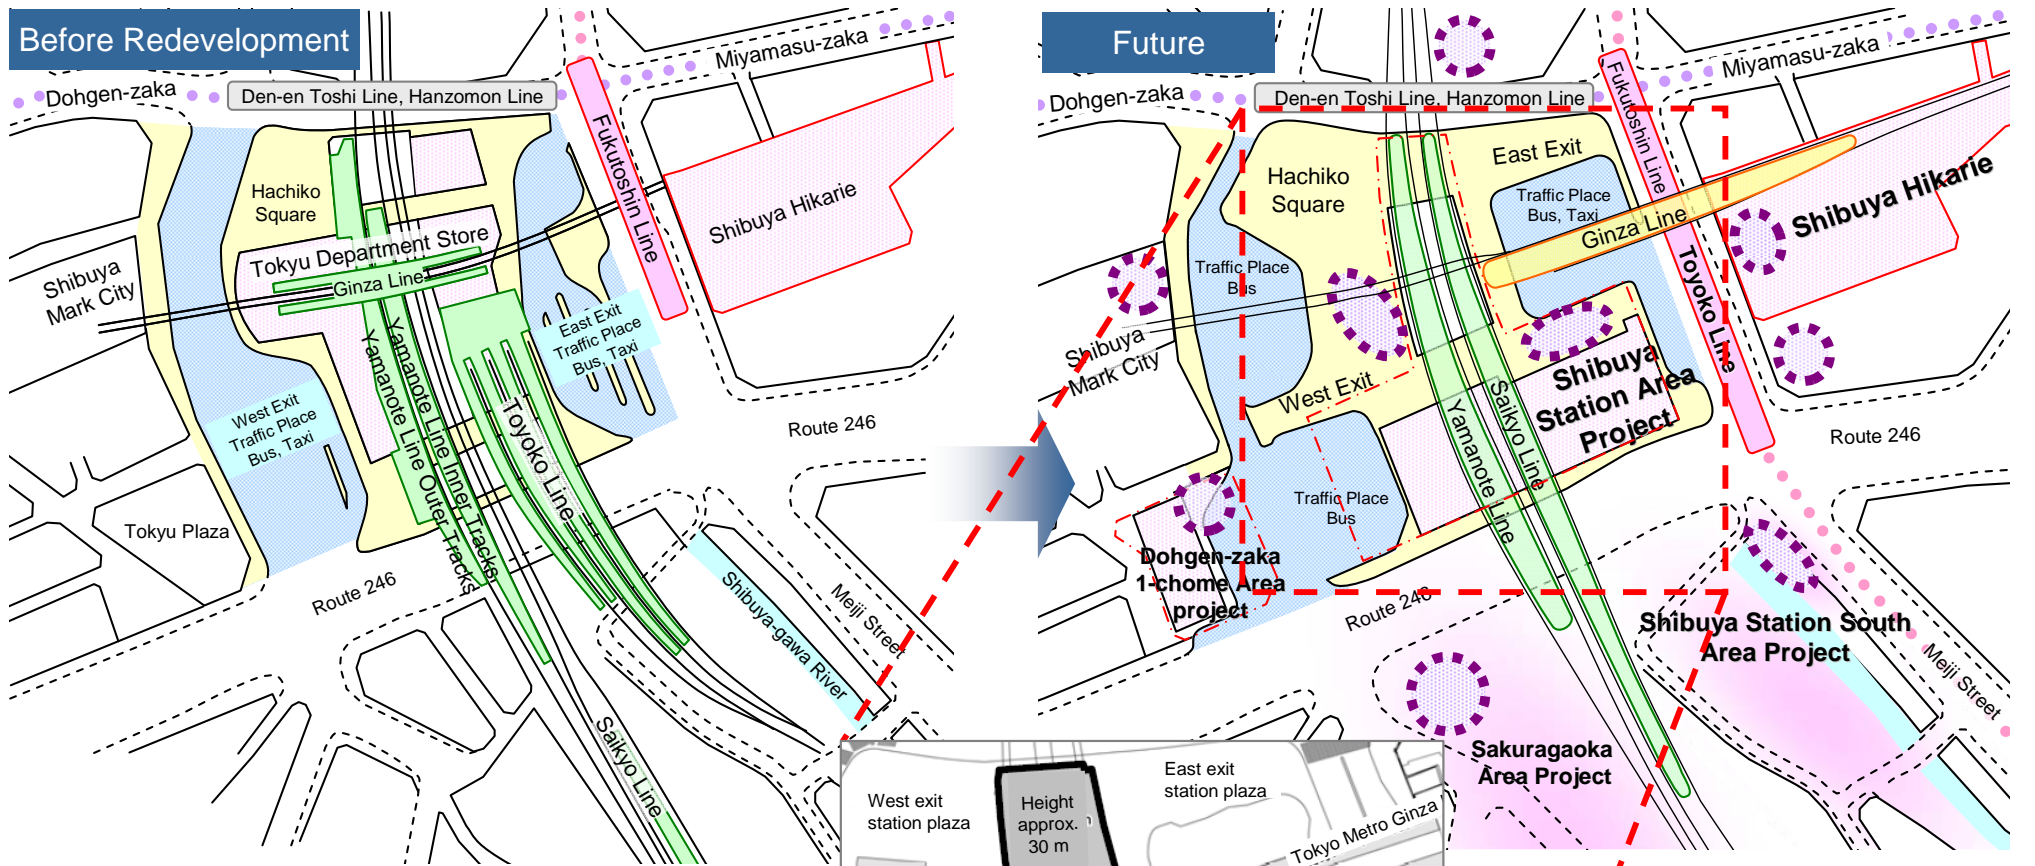 Before Redevelopment
Miyamasu-zaka
Dohgen-zaka
Den-en Toshi Line, Hanzomon Line
Fukutoshin Line
Hachiko
Square
Shibuya Hikarie
Tokyu Department Store
Ginza Line
Shibuya
Mark City
East Exit
Traffic Place
Bus, Taxi
Yamanote Line Inner Tracks
Yamanote Line Outer Tracks
Toyoko Line
West Exit
Traffic Place
Bus, Taxi
Route 246
Tokyu Plaza
Route 246
Shibuya-gawa River
Meiji Street
Saikyo Line
Future
Miyamasu-zaka
Dohgen-zaka
Den-en Toshi Line, Hanzomon Line
Fukutoshin Line
East Exit
Hachiko
Square
Traffic Place
Bus, Taxi
Shibuya Hikarie
Ginza Line
Traffic Place
Bus
Toyoko Line
Shibuya
Mark City
West Exit
Shibuya
Station Area
Project
Saikyo Line
Yamanote Line
Route 246
Traffic Place
Bus
Dohgen-zaka
1-chome Area
project
Route 246
Shibuya Station South
Area Project
Meiji Street
Sakuragaoka
Area Project
West exit
station plaza
Height
approx.
30 m
East exit
station plaza
Tokyo Metro Ginza